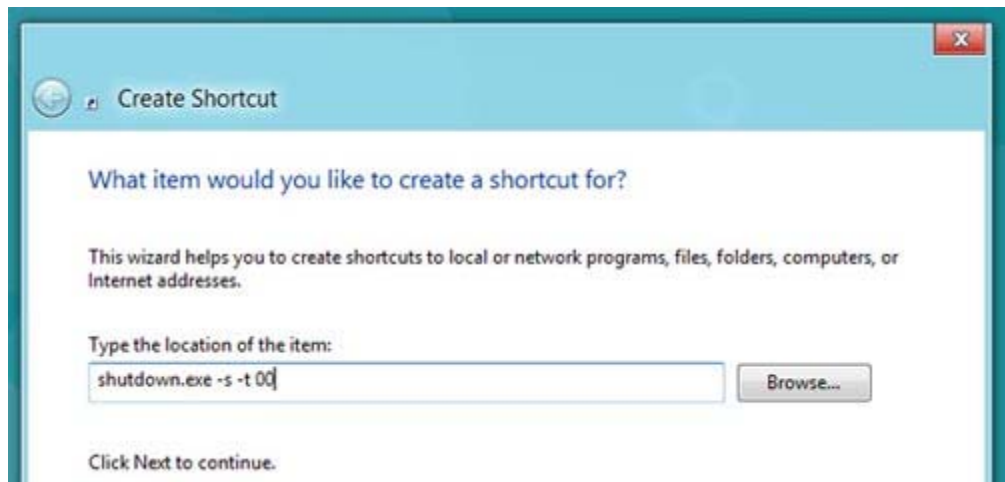 X
Create Shortcut
What item would you like to create a shortcut for?
This wizard helps you to create shortcuts to local or network programs, files, folders, computers, or
Internet addresses.
Type the location of the item:
shutdown.exe -s -t 00
Browse...
Click Next to continue.